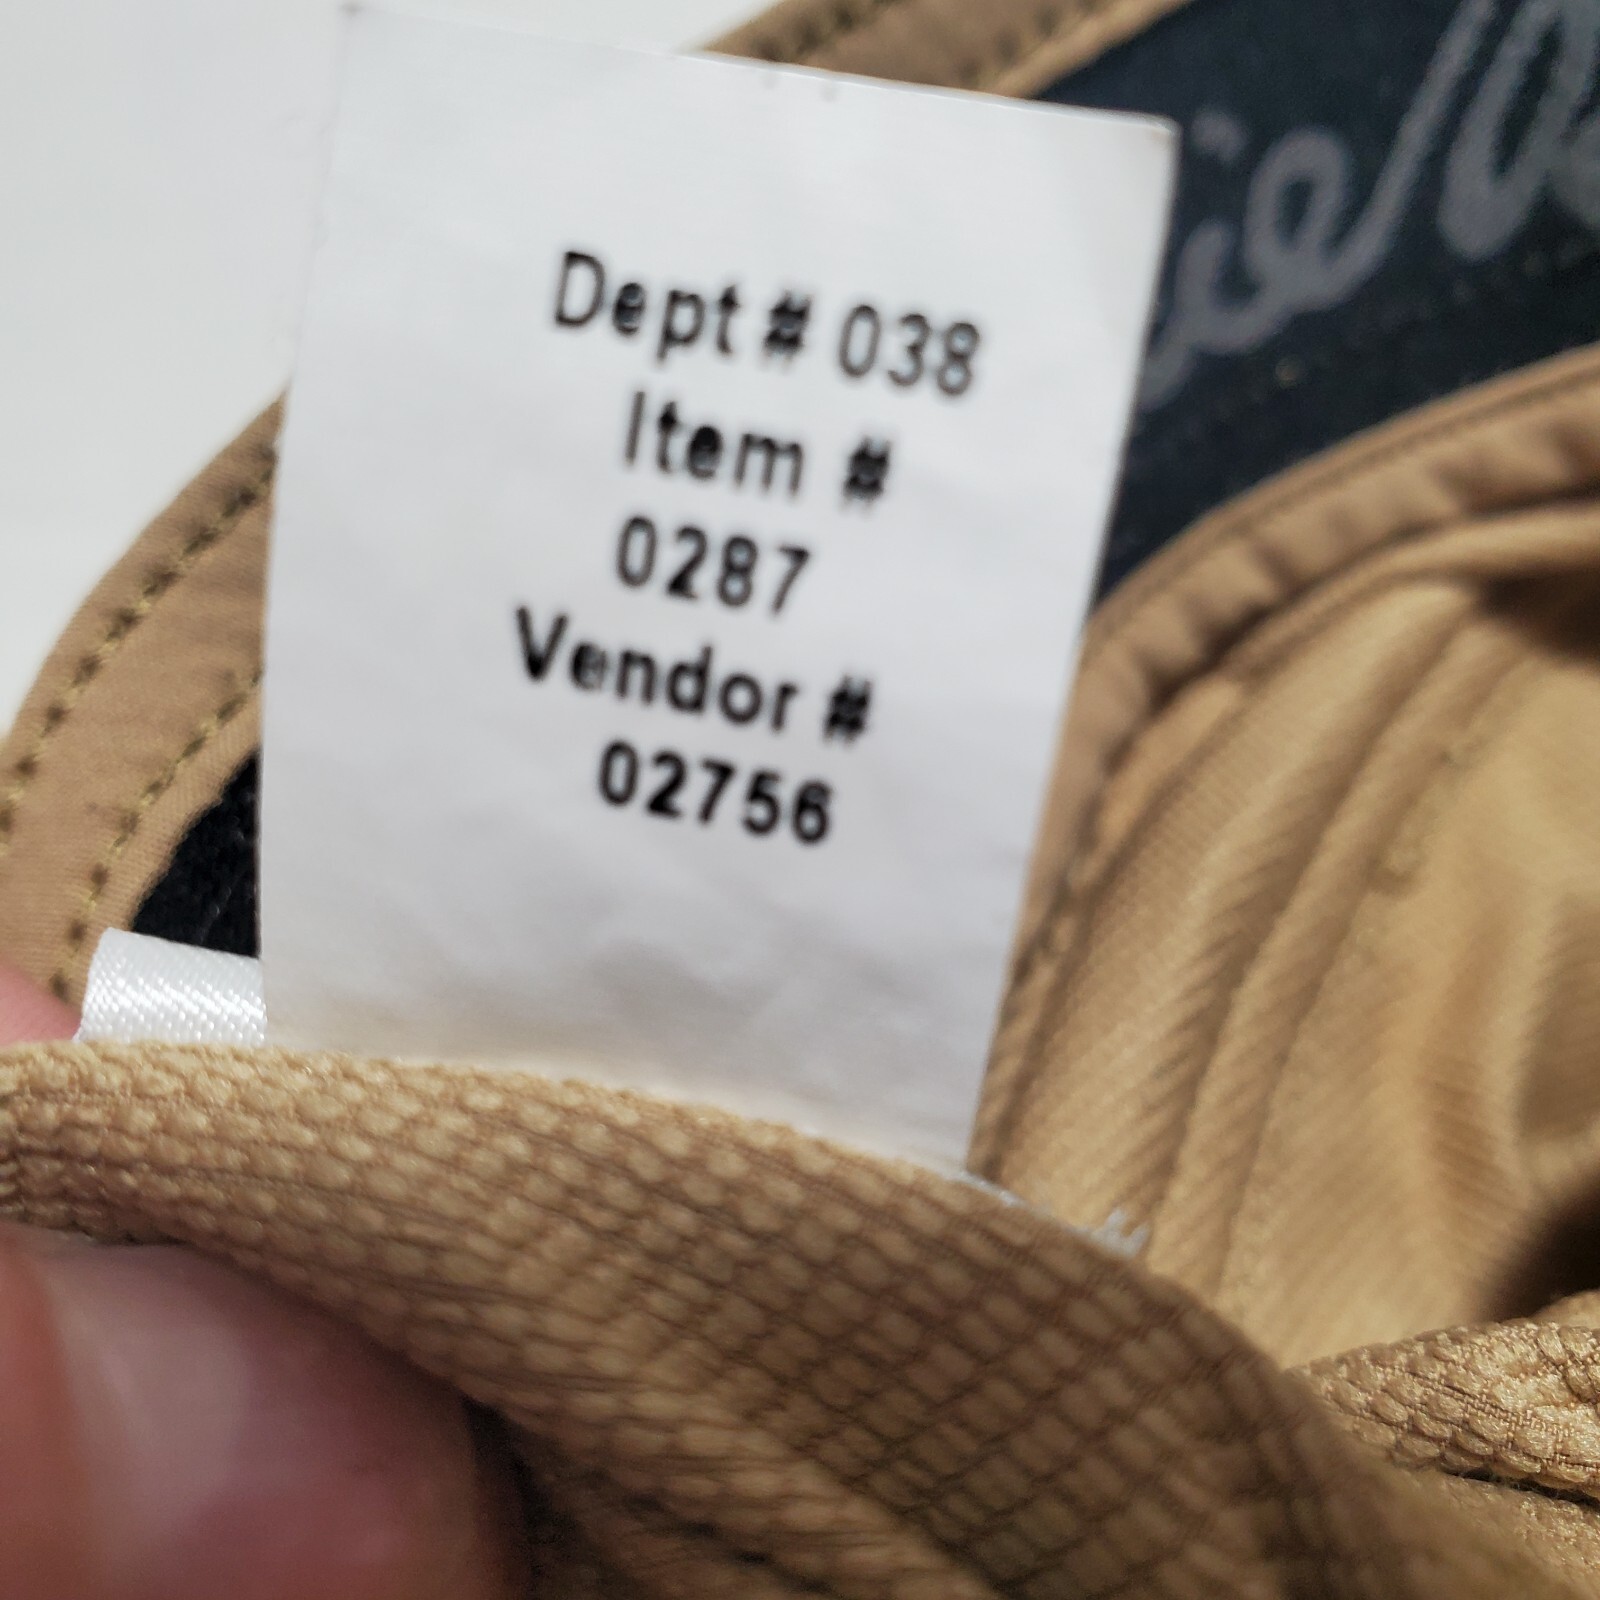 Dept # 038
Item #
0287
Vendor #
02756